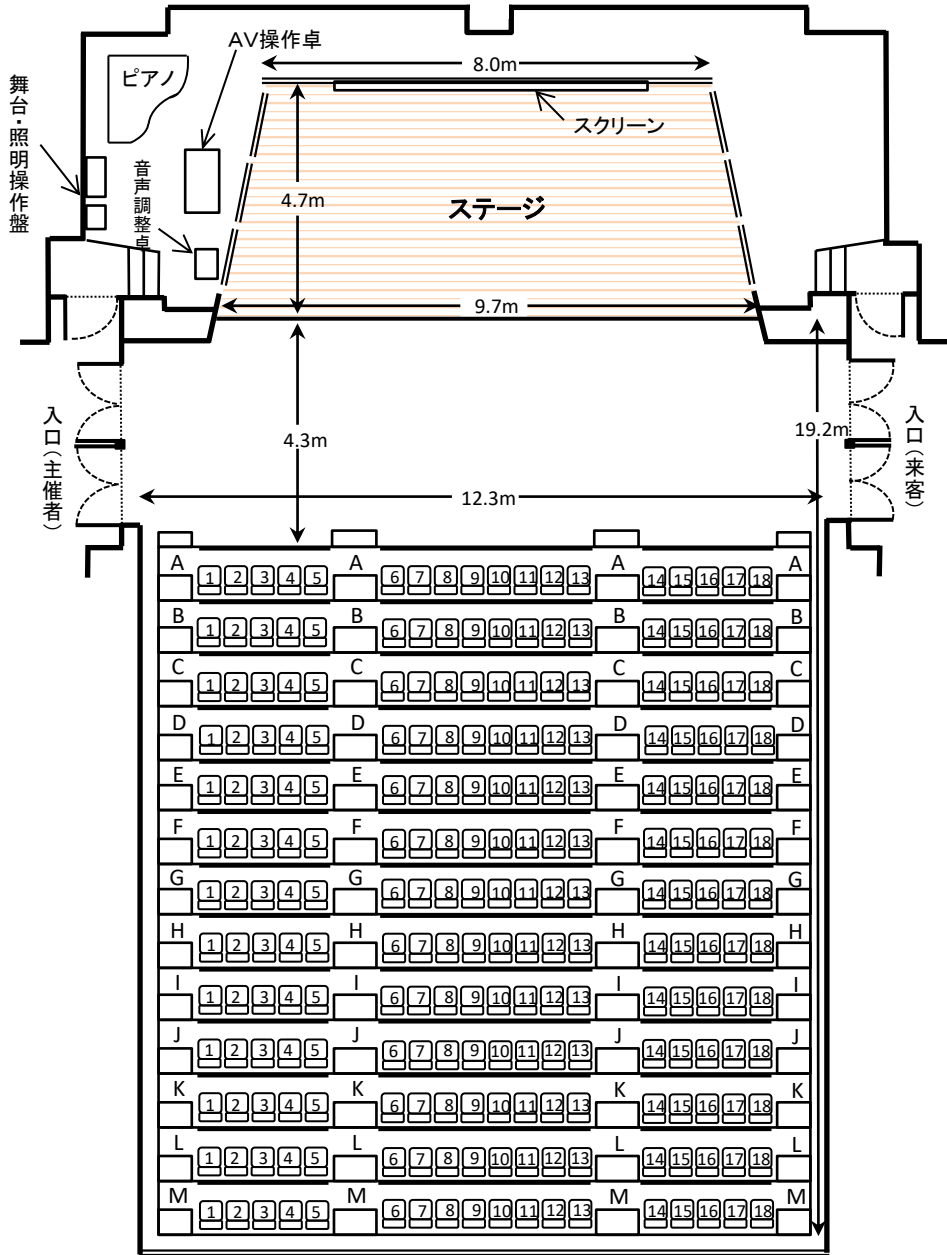 AV操作卓
8.0m
ピアノ
スクリーン
舞台・照明操作盤
音声調整卓
4.7m
ステージ
9.7m
入口(主催者)
4.3m
19.2m
入口(来客)
12.3m
A 1 2 3 4 5 A 6 7 8 9 10 11 12 13 A 14 15 16 17 18 A
B 1 2 3 4 5 B 6 7 8 9 10 11 12 13 B 14 15 16 17 18 B
C 1 2 3 4 5 C 6 7 8 9 10 11 12 13 C 14 15 16 17 18 C
D 1 2 3 4 5 D 6 7 8 9 10 11 12 13 D 14 15 16 17 18 D
E 1 2 3 4 5 E 6 7 8 9 10 11 12 13 E 14 15 16 17 18 E
F 1 2 3 4 5 F 6 7 8 9 10 11 12 13 F 14 15 16 17 18 F
G 1 2 3 4 5 G 6 7 8 9 10 11 12 13 G 14 15 16 17 18 G
H 1 2 3 4 5 H 6 7 8 9 10 11 12 13 H 14 15 16 17 18 H
I 1 2 3 4 5 I 6 7 8 9 10 11 12 13 I 14 15 16 17 18 I
J 1 2 3 4 5 J 6 7 8 9 10 11 12 13 J 14 15 16 17 18 J
K 1 2 3 4 5 K 6 7 8 9 10 11 12 13 K 14 15 16 17 18 K
L 1 2 3 4 5 L 6 7 8 9 10 11 12 13 L 14 15 16 17 18 L
M 1 2 3 4 5 M 6 7 8 9 10 11 12 13 M 14 15 16 17 18 M